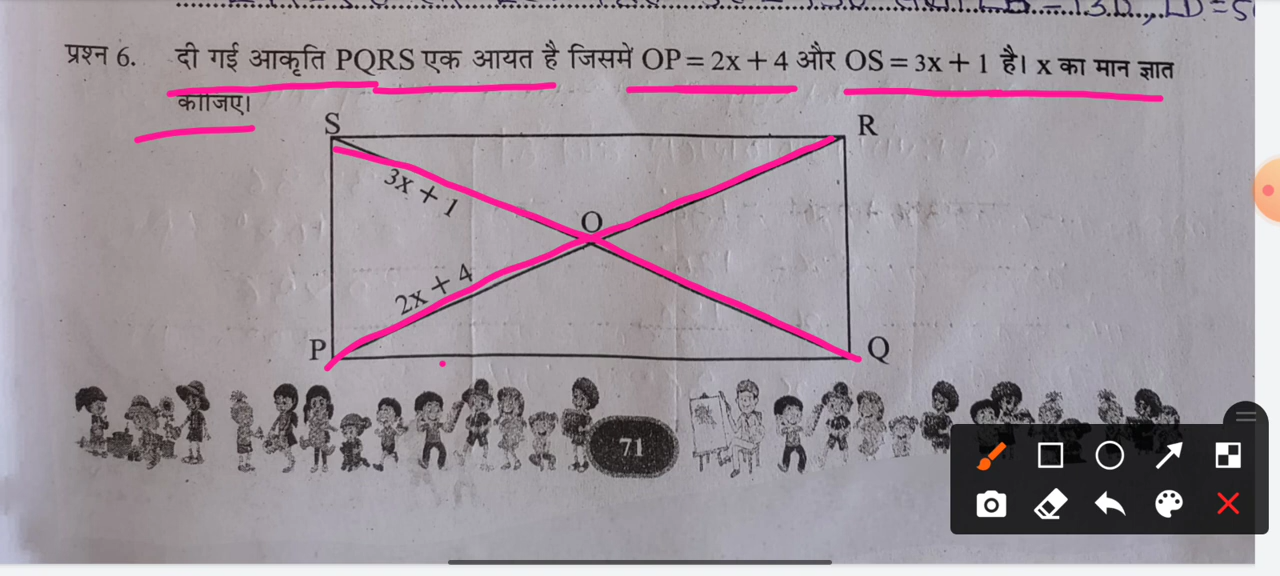 प्रश्न 6. दी गई आकृति PQRS एक आयत है जिसमें OP = 2x + 4 और OS = 3x + 1 है। x का मान ज्ञात
कीजिए।
S R
3x + 1
O
2x + 4
P Q
71